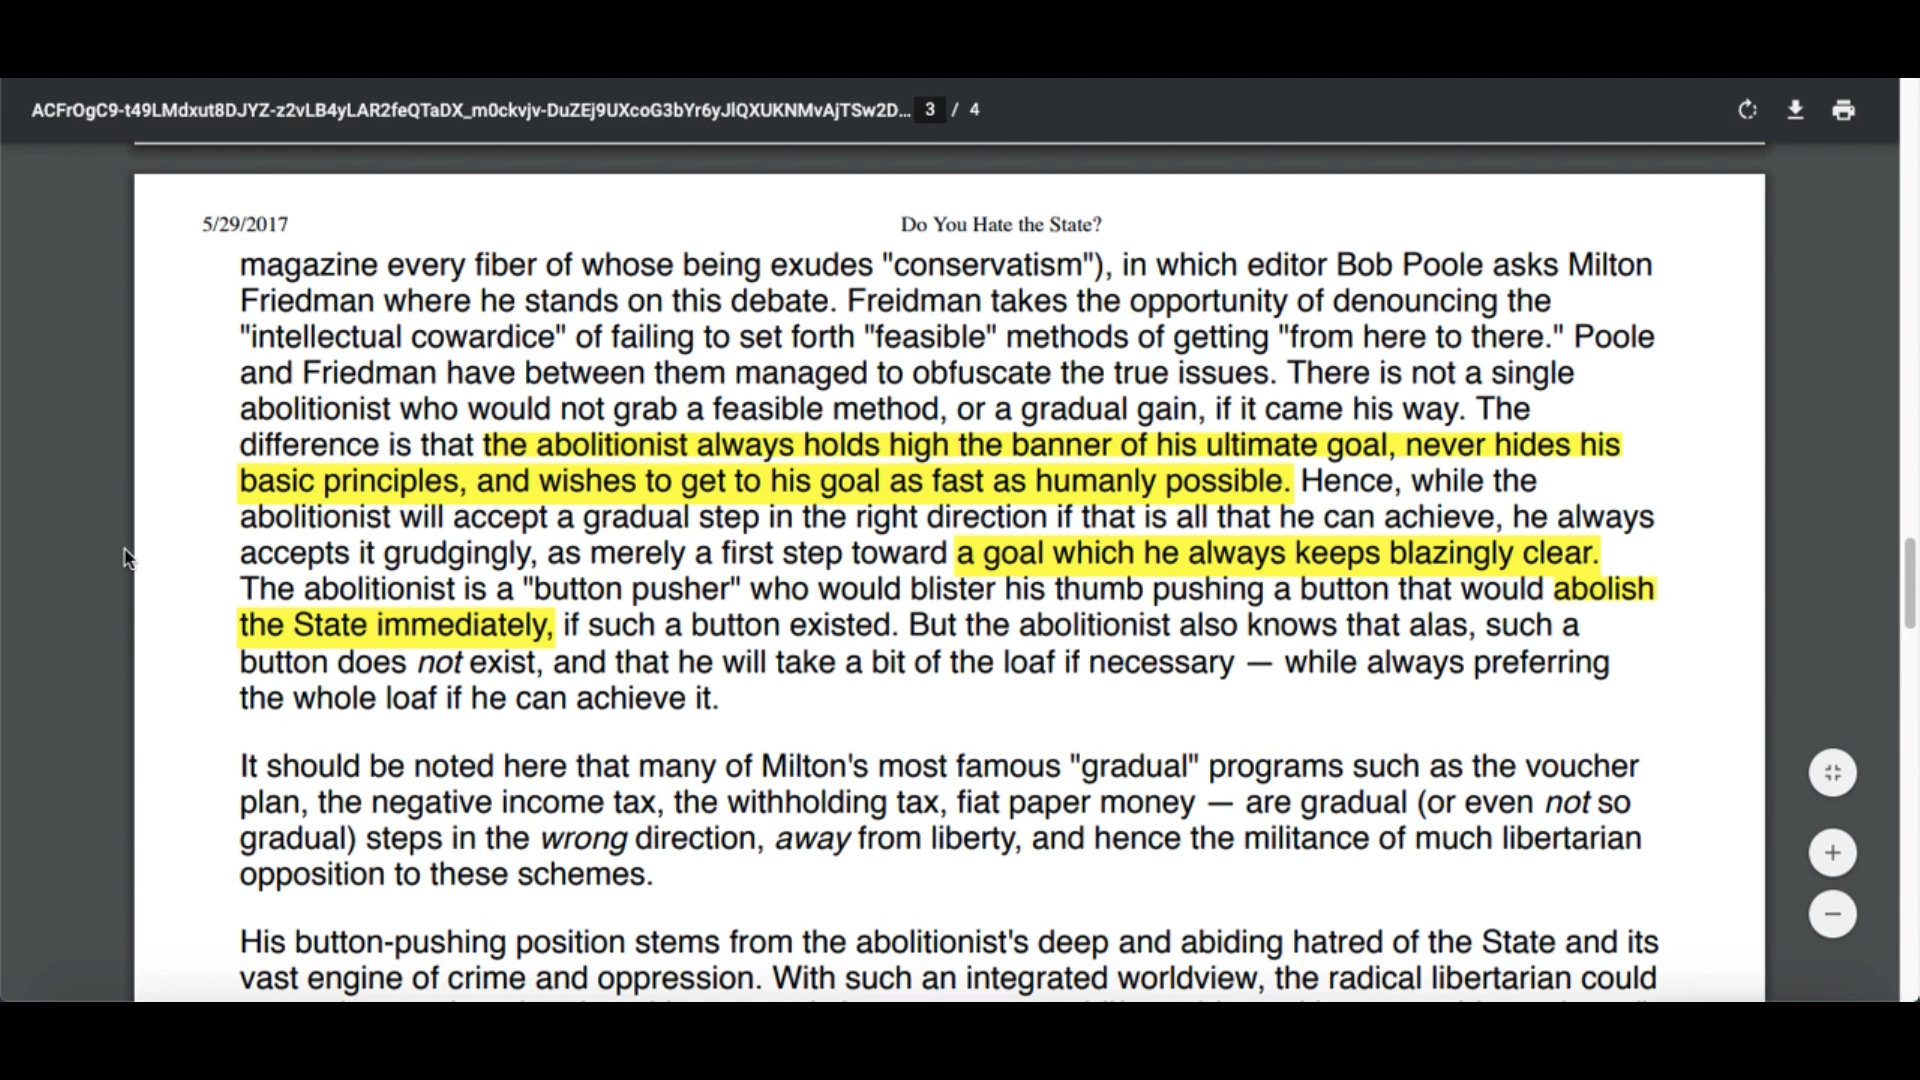 ACFrOgC9-t49LMdxut8DJYZ-z2vLB4yLAR2feQTaDX_m0ckvjv-DuZEj9UXcoG3bYr6yJlQXUKNMvAjTSw2D... 3 / 4
5/29/2017 Do You Hate the State?
magazine every fiber of whose being exudes "conservatism"), in which editor Bob Poole asks Milton
Friedman where he stands on this debate. Freidman takes the opportunity of denouncing the
"intellectual cowardice" of failing to set forth "feasible" methods of getting "from here to there." Poole
and Friedman have between them managed to obfuscate the true issues. There is not a single
abolitionist who would not grab a feasible method, or a gradual gain, if it came his way. The
difference is that the abolitionist always holds high the banner of his ultimate goal, never hides his
basic principles, and wishes to get to his goal as fast as humanly possible. Hence, while the
abolitionist will accept a gradual step in the right direction if that is all that he can achieve, he always
accepts it grudgingly, as merely a first step toward a goal which he always keeps blazingly clear.
The abolitionist is a "button pusher" who would blister his thumb pushing a button that would abolish
the State immediately, if such a button existed. But the abolitionist also knows that alas, such a
button does not exist, and that he will take a bit of the loaf if necessary — while always preferring
the whole loaf if he can achieve it.
It should be noted here that many of Milton's most famous "gradual" programs such as the voucher
plan, the negative income tax, the withholding tax, fiat paper money — are gradual (or even not so
gradual) steps in the wrong direction, away from liberty, and hence the militance of much libertarian
opposition to these schemes.
His button-pushing position stems from the abolitionist's deep and abiding hatred of the State and its
vast engine of crime and oppression. With such an integrated worldview, the radical libertarian could